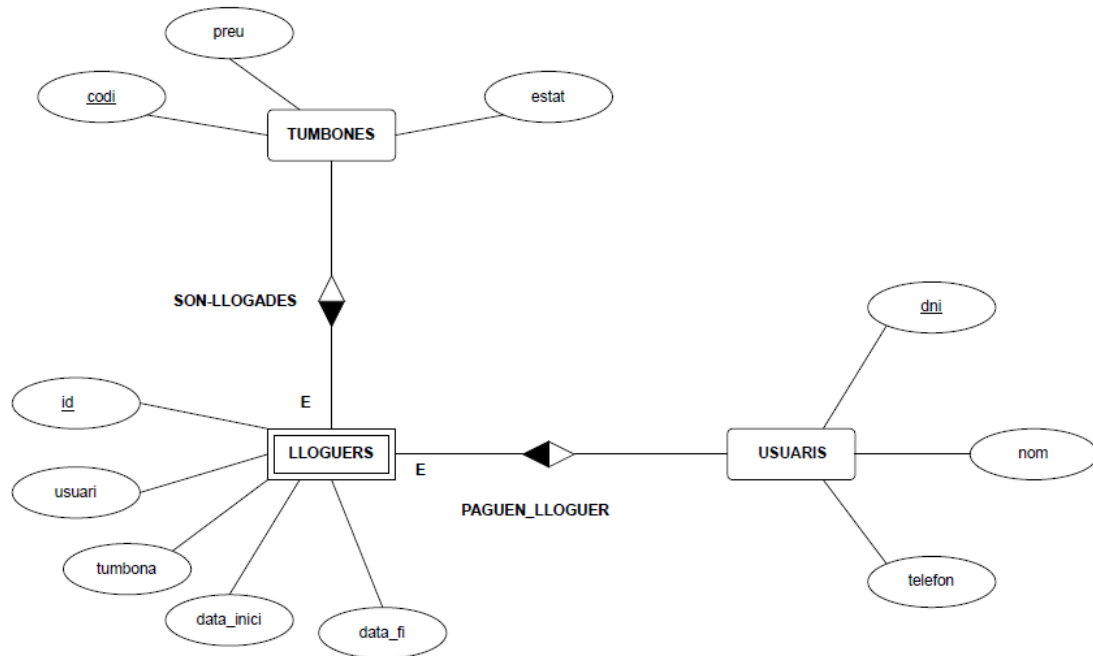 preu
codi
estat
TUMBONES
SON-LLOGADES
dni
id
E
LLOGUERS
E
USUARIS
nom
usuari
PAGUEN_LLOGUER
tumbona
telefon
data_inici
data_fi